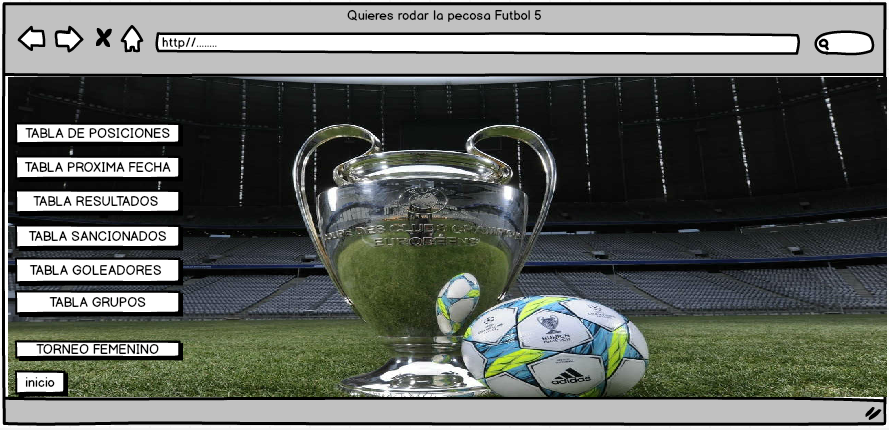 Quieres rodar la pecosa Futbol 5
http//........
TABLA DE POSICIONES
TABLA PROXIMA FECHA
TABLA RESULTADOS
TABLA SANCIONADOS
TABLA GOLEADORES
TABLA GRUPOS
TORNEO FEMENINO
inicio
EUROPÉENS
adidas